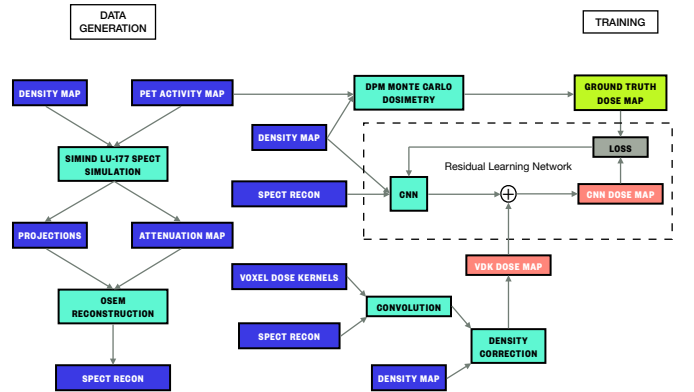 DATA
GENERATION
TRAINING
DENSITY MAP
PET ACTIVITY MAP
DPM MONTE CARLO
DOSIMETRY
GROUND TRUTH
DOSE MAP
DENSITY MAP
SIMIND LU-177 SPECT
SIMULATION
LOSS
Residual Learning Network
SPECT RECON
CNN
CNN DOSE MAP
PROJECTIONS
ATTENUATION MAP
VDK DOSE MAP
VOXEL DOSE KERNELS
OSEM
RECONSTRUCTION
CONVOLUTION
SPECT RECON
DENSITY
CORRECTION
SPECT RECON
DENSITY MAP